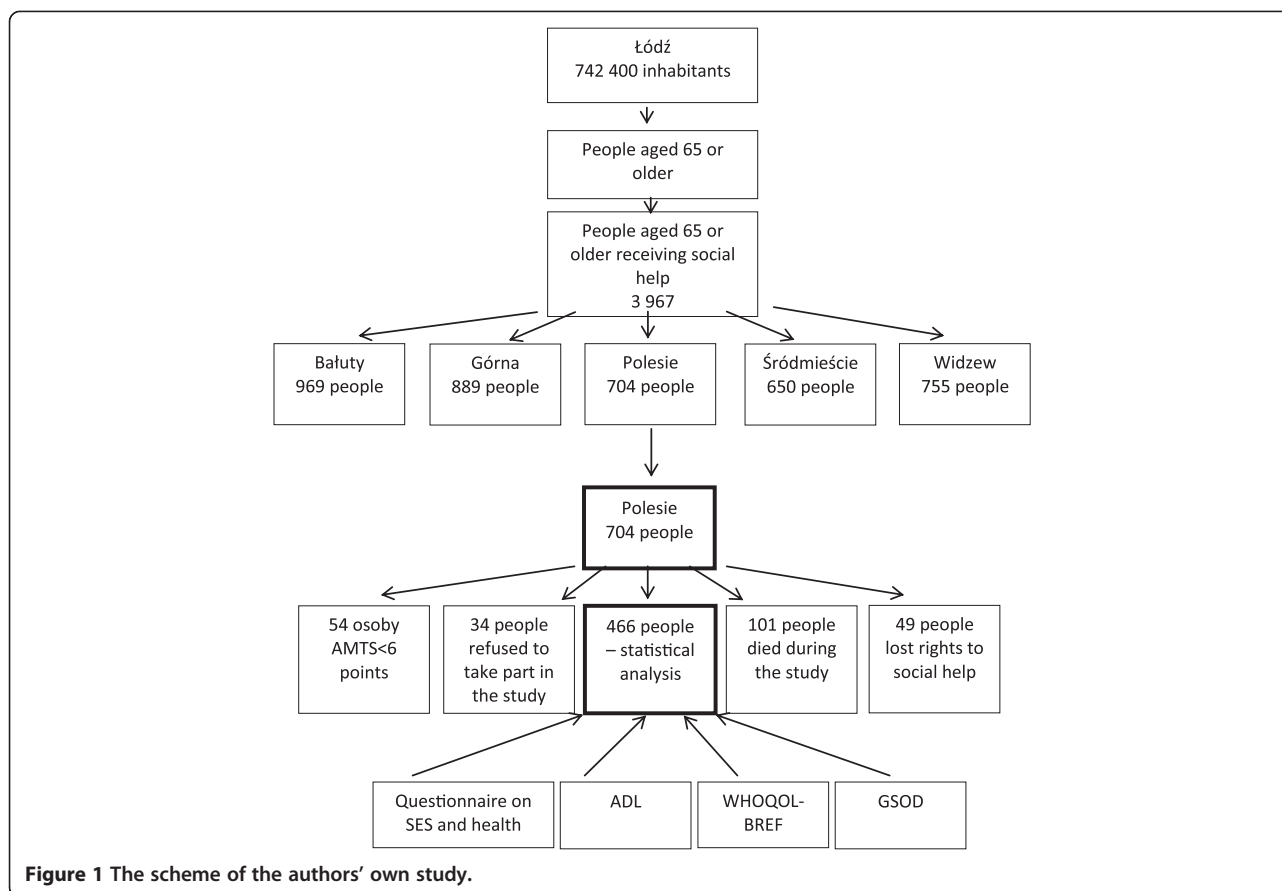 Łódź
742 400 inhabitants
People aged 65 or
older
People aged 65 or
older receiving social
help
3 967
Bałuty
969 people
Górna
889 people
Polesie
704 people
Śródmieście
650 people
Widzew
755 people
Polesie
704 people
54 osoby
AMTS<6
points
34 people
refused to
take part in
the study
466 people
– statistical
analysis
101 people
died during
the study
49 people
lost rights to
social help
Questionnaire on
SES and health
ADL
WHOQOL-
BREF
GSOD
Figure 1 The scheme of the authors’ own study.